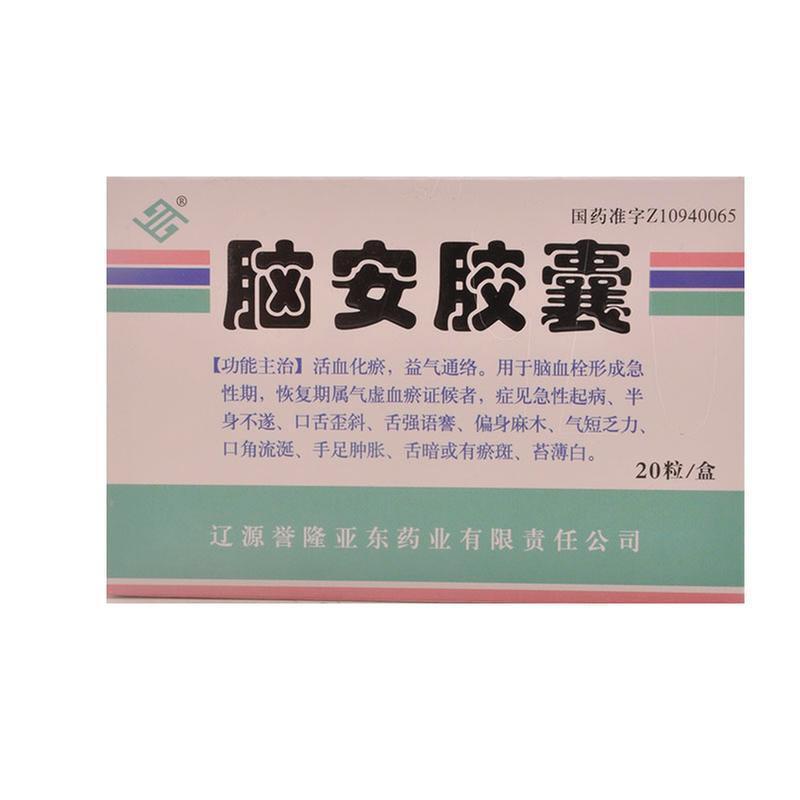 ®
国药准字Z10940065
脑安胶囊
【功能主治】活血化瘀，益气通络。用于脑血栓形成急
性期，恢复期属气虚血瘀证候者，症见急性起病、半
身不遂、口舌歪斜、舌强语謇、偏身麻木、气短乏力、
口角流涎、手足肿胀、舌暗或有瘀斑、苔薄白。
20粒/盒
辽源誉隆亚东药业有限责任公司